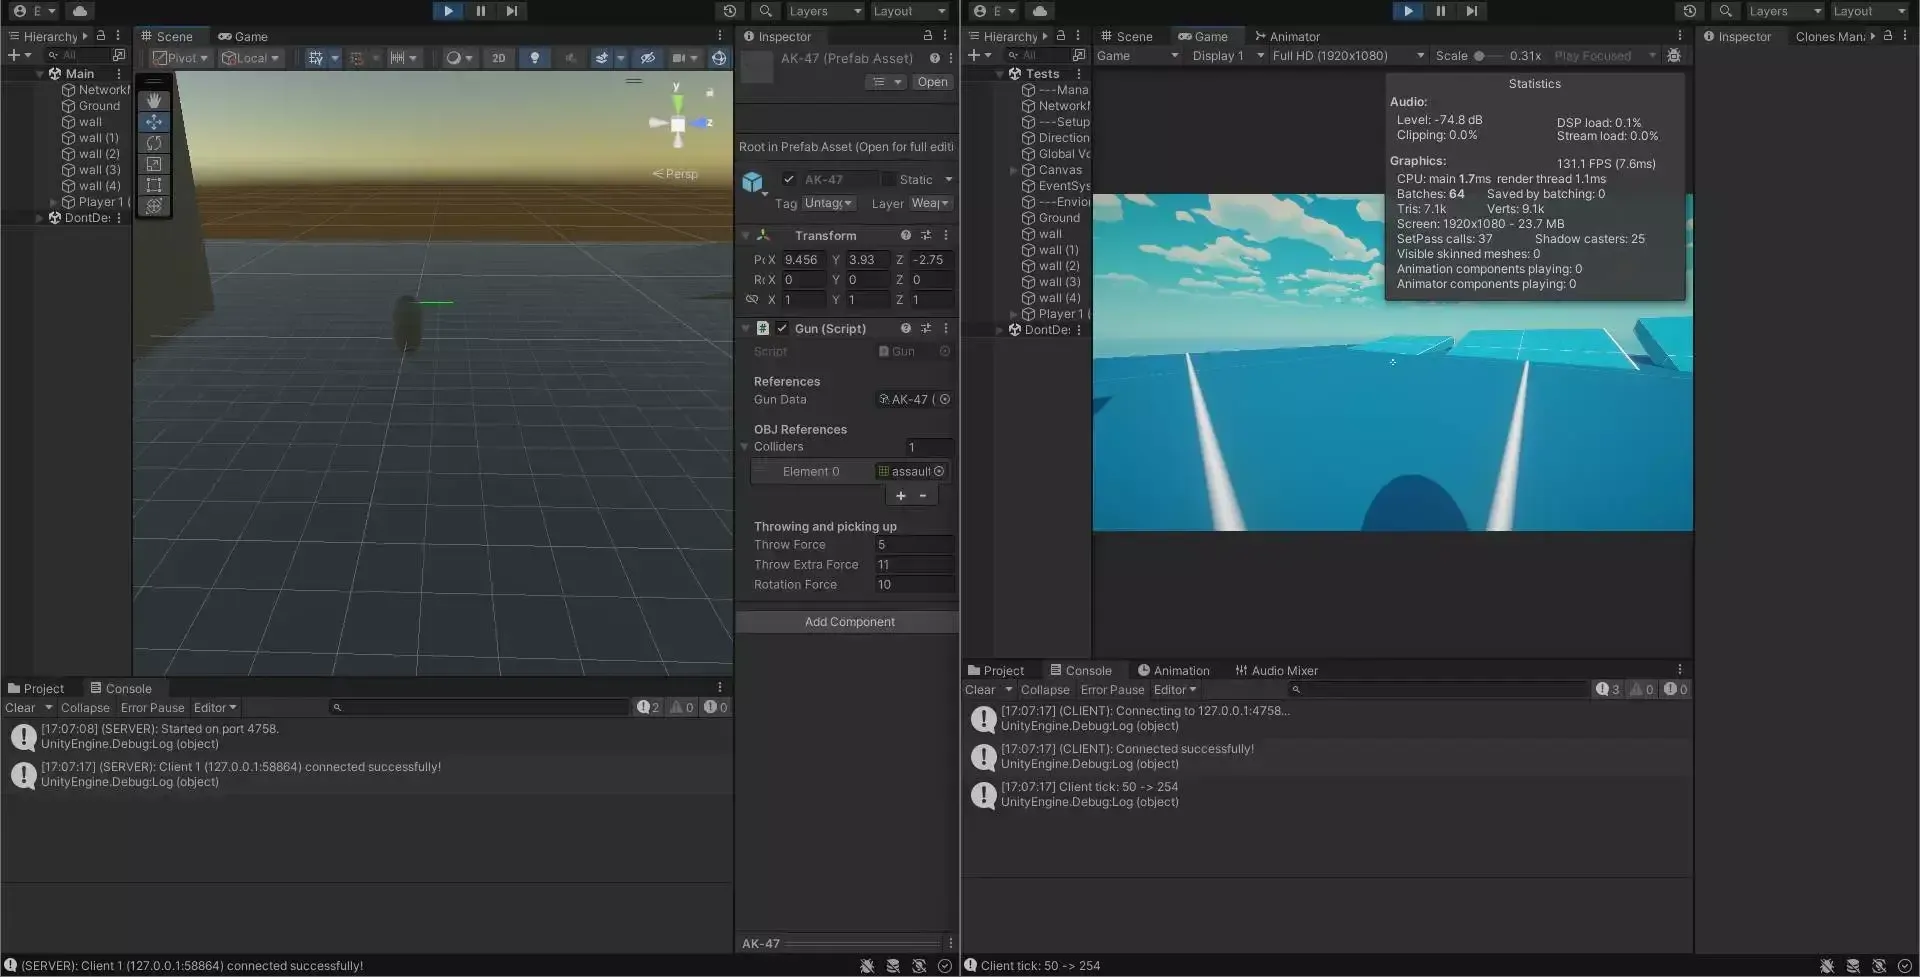 E
Layers
Layout
Hierarchy
All
Main
Network
Ground
wall
wall (1)
wall (2)
wall (3)
wall (4)
Player 1 (
DontDe:
Scene
Game
Pivot
Local
2D
y
z
Persp
Inspector
AK-47 (Prefab Asset)
Open
Root in Prefab Asset (Open for full editi
AK-47
Static
Tag Untagg
Layer Weap
Transform
X 9.456 Y 3.93 Z -2.75
X 0 Y 0 Z 0
X 1 Y 1 Z 1
Gun (Script)
Script Gun
References
Gun Data AK-47 (
OBJ References
Colliders 1
Element 0 assault
+ -
Throwing and picking up
Throw Force 5
Throw Extra Force 11
Rotation Force 10
Add Component
AK-47
Project
Console
Clear
Collapse
Error Pause
Editor
2
0
0
[17:07:08] (SERVER): Started on port 4758.
UnityEngine.Debug:Log (object)
[17:07:17] (SERVER): Client 1 (127.0.0.1:58864) connected successfully!
UnityEngine.Debug:Log (object)
(SERVER): Client 1 (127.0.0.1:58864) connected successfully!
E
Layers
Layout
Hierarchy
All
Tests
---Mana
Network
---Setup
Direction
Global Vo
Canvas
EventSys
---Enviro
Ground
wall
wall (1)
wall (2)
wall (3)
wall (4)
Player 1 (
DontDe:
Scene
Game
Animator
Game
Display 1
Full HD (1920x1080)
Scale
0.31x
Play Focused
Statistics
Audio:
Level: -74.8 dB
DSP load: 0.1%
Clipping: 0.0%
Stream load: 0.0%
Graphics:
131.1 FPS (7.6ms)
CPU: main 1.7ms render thread 1.1ms
Batches: 64
Saved by batching: 0
Tris: 7.1k
Verts: 9.1k
Screen: 1920x1080 - 23.7 MB
SetPass calls: 37
Shadow casters: 25
Visible skinned meshes: 0
Animation components playing: 0
Animator components playing: 0
Inspector
Clones Mana
Project
Console
Animation
Audio Mixer
Clear
Collapse
Error Pause
Editor
3
0
0
[17:07:17] (CLIENT): Connecting to 127.0.0.1:4758...
UnityEngine.Debug:Log (object)
[17:07:17] (CLIENT): Connected successfully!
UnityEngine.Debug:Log (object)
[17:07:17] Client tick: 50 -> 254
UnityEngine.Debug:Log (object)
Client tick: 50 -> 254